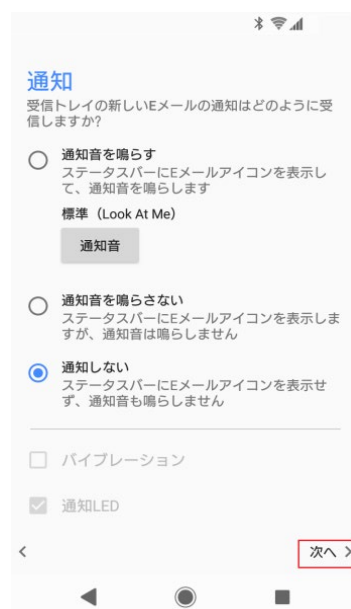 通知
受信トレイの新しいEメールの通知はどのように受
信しますか?
通知音を鳴らす
ステータスバーにEメールアイコンを表示し
て、通知音を鳴らします
標準（Look At Me）
通知音
通知音を鳴らさない
ステータスバーにEメールアイコンを表示しま
すが、通知音は鳴らしません
通知しない
ステータスバーにEメールアイコンを表示せ
ず、通知音も鳴らしません
バイブレーション
通知LED
次へ